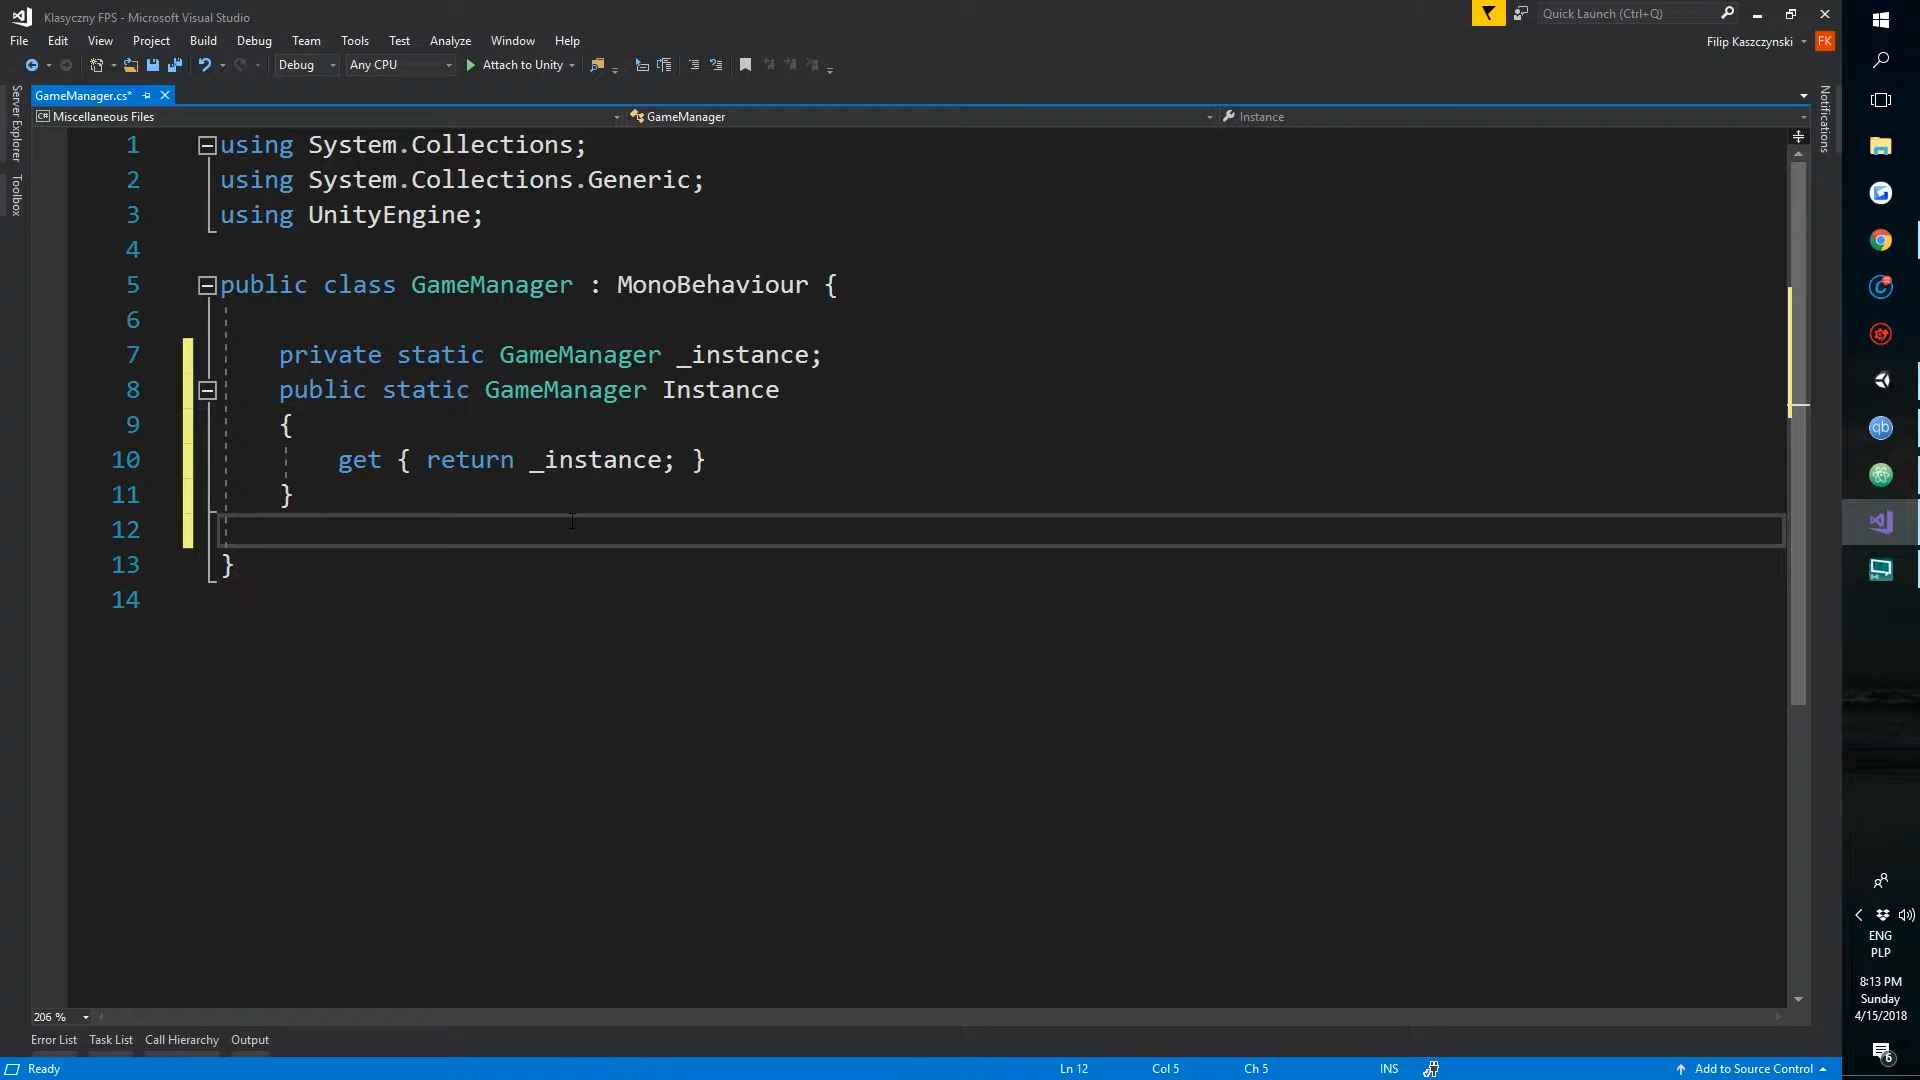 Klasyczny FPS - Microsoft Visual Studio
Quick Launch (Ctrl+Q)
File Edit View Project Build Debug Team Tools Test Analyze Window Help
Filip Kaszczynski FK
Debug Any CPU Attach to Unity
GameManager.cs*
Miscellaneous Files GameManager Instance
Server Explorer
Toolbox
Notifications
1 using System.Collections;
2 using System.Collections.Generic;
3 using UnityEngine;
4
5 public class GameManager : MonoBehaviour {
6
7 private static GameManager _instance;
8 public static GameManager Instance
9 {
10 get { return _instance; }
11 }
12
13 }
14
206 %
Error List Task List Call Hierarchy Output
Ready Ln 12 Col 5 Ch 5 INS Add to Source Control
qb
ENG
PLP
8:13 PM
Sunday
4/15/2018
6